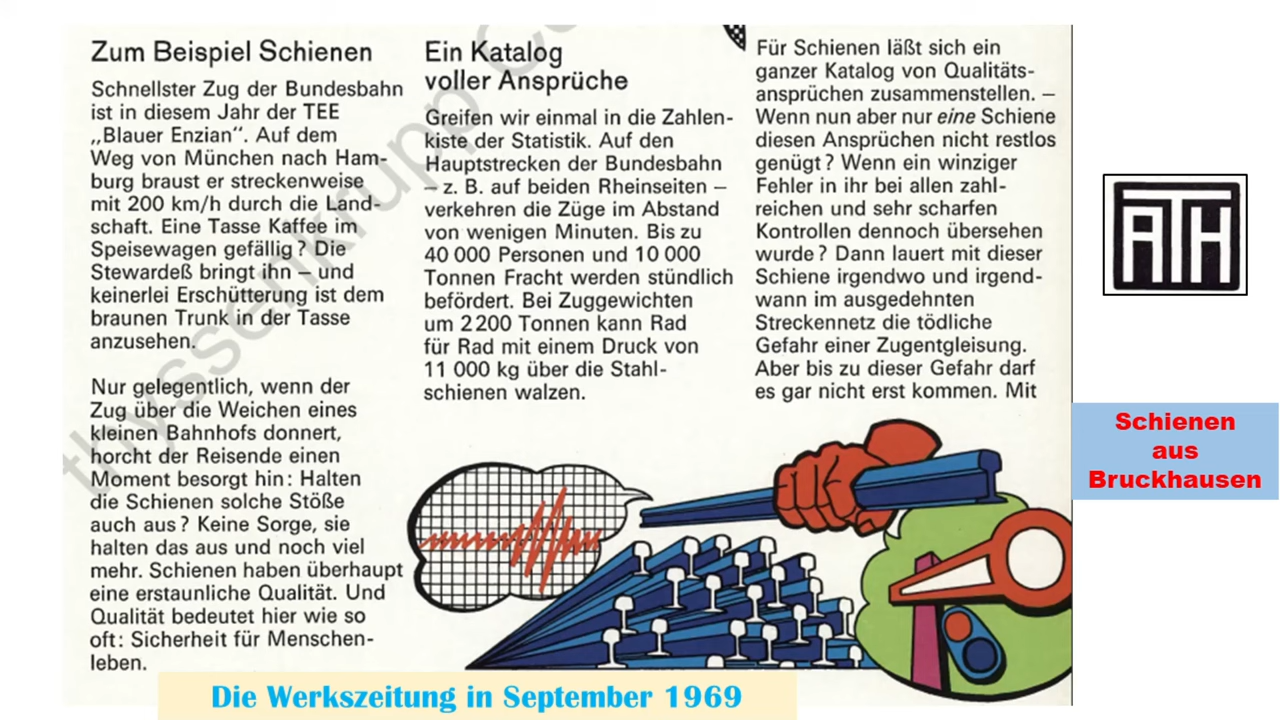 Zum Beispiel Schienen
Schnellster Zug der Bundesbahn
ist in diesem Jahr der TEE
„Blauer Enzian“. Auf dem
Weg von München nach Ham-
burg braust er streckenweise
mit 200 km/h durch die Land-
schaft. Eine Tasse Kaffee im
Speisewagen gefällig? Die
Stewardeß bringt ihn – und
keinerlei Erschütterung ist dem
braunen Trunk in der Tasse
anzusehen.
Nur gelegentlich, wenn der
Zug über die Weichen eines
kleinen Bahnhofs donnert,
horcht der Reisende einen
Moment besorgt hin: Halten
die Schienen solche Stöße
auch aus? Keine Sorge, sie
halten das aus und noch viel
mehr. Schienen haben überhaupt
eine erstaunliche Qualität. Und
Qualität bedeutet hier wie so
oft: Sicherheit für Menschen-
leben.
Ein Katalog
voller Ansprüche
Greifen wir einmal in die Zahlen-
kiste der Statistik. Auf den
Hauptstrecken der Bundesbahn
– z. B. auf beiden Rheinseiten –
verkehren die Züge im Abstand
von wenigen Minuten. Bis zu
40 000 Personen und 10 000
Tonnen Fracht werden stündlich
befördert. Bei Zuggewichten
um 2 200 Tonnen kann Rad
für Rad mit einem Druck von
11 000 kg über die Stahl-
schienen walzen.
Für Schienen läßt sich ein
ganzer Katalog von Qualitäts-
ansprüchen zusammenstellen. –
Wenn nun aber nur eine Schiene
diesen Ansprüchen nicht restlos
genügt? Wenn ein winziger
Fehler in ihr bei allen zahl-
reichen und sehr scharfen
Kontrollen dennoch übersehen
wurde? Dann lauert mit dieser
Schiene irgendwo und irgend-
wann im ausgedehnten
Streckennetz die tödliche
Gefahr einer Zugentgleisung.
Aber bis zu dieser Gefahr darf
es gar nicht erst kommen. Mit
ATH
Schienen
aus
Bruckhausen
Die Werkszeitung in September 1969
thyssenkrupp